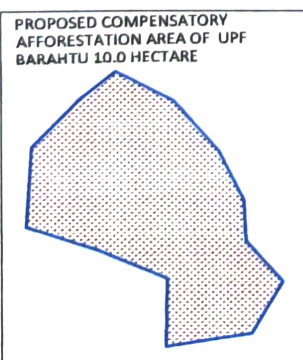 PROPOSED COMPENSATORY
AFFORESTATION AREA OF UPF
BARAHTU 10.0 HECTARE